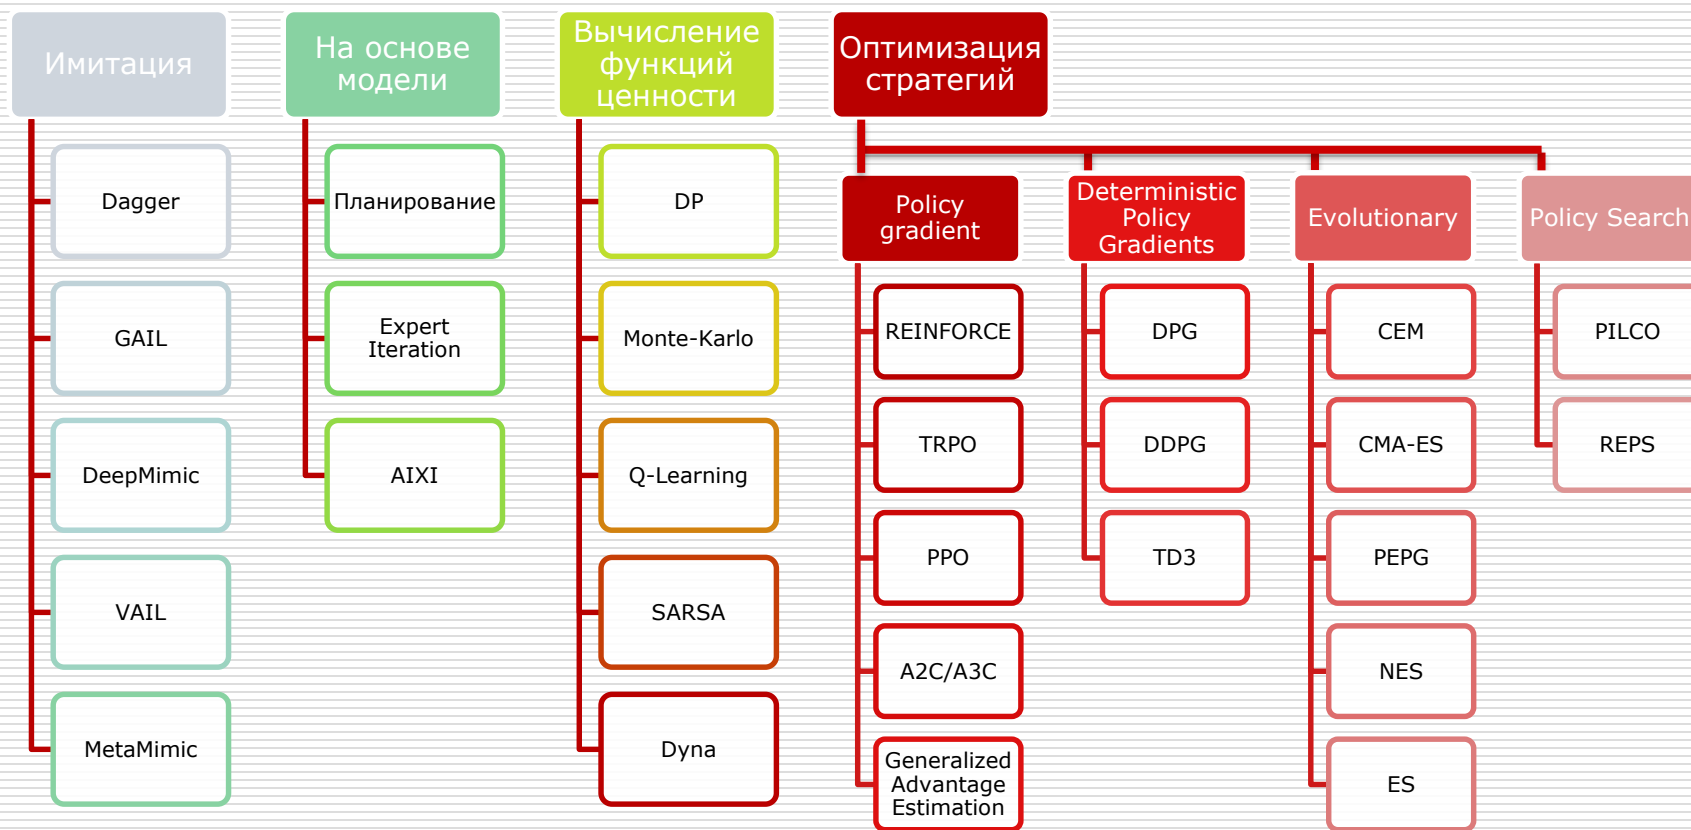 Имитация
Dagger
GAIL
DeepMimic
VAIL
MetaMimic
На основе
модели
Планирование
Expert
Iteration
AIXI
Вычисление
функций
ценности
DP
Monte-Karlo
Q-Learning
SARSA
Dyna
Оптимизация
стратегий
Policy
gradient
REINFORCE
TRPO
PPO
A2C/A3C
Generalized
Advantage
Estimation
Deterministic
Policy
Gradients
DPG
DDPG
TD3
Evolutionary
CEM
CMA-ES
PEPG
NES
ES
Policy Search
PILCO
REPS